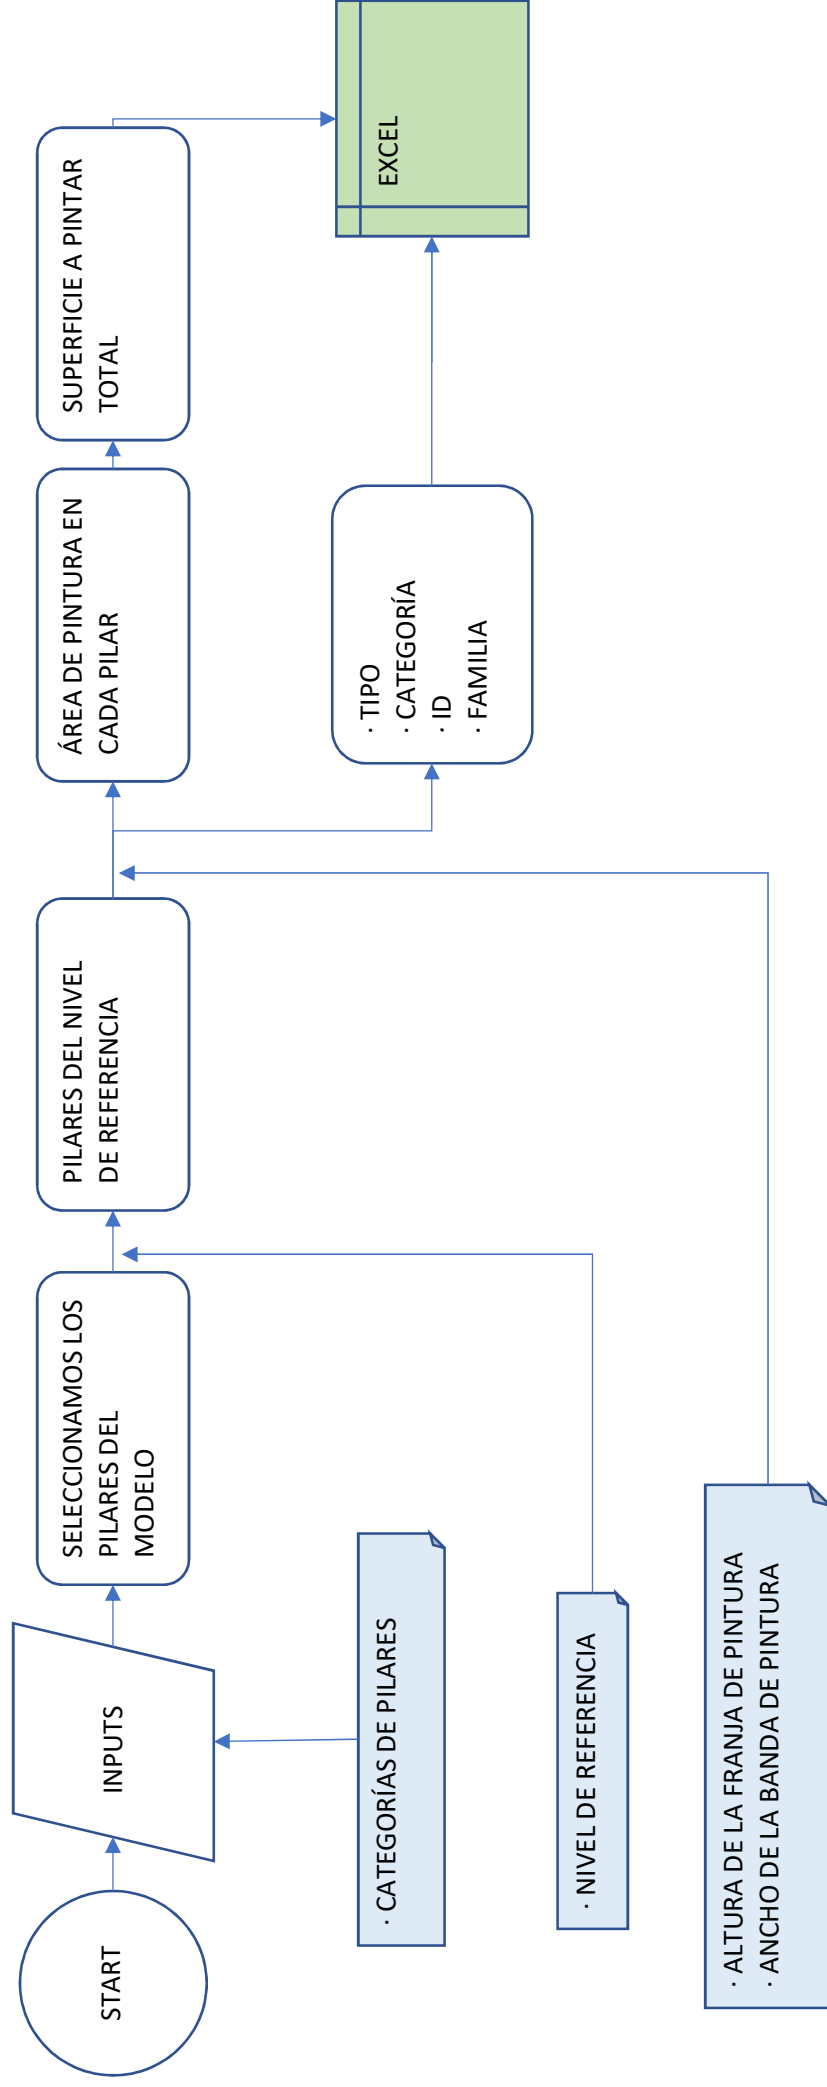 START
INPUTS
SELECCIONAMOS LOS
PILARES DEL
MODELO
PILARES DEL NIVEL
DE REFERENCIA
ÁREA DE PINTURA EN
CADA PILAR
SUPERFICIE A PINTAR
TOTAL
· CATEGORÍAS DE PILARES
· TIPO
· CATEGORÍA
· ID
· FAMILIA
EXCEL
· NIVEL DE REFERENCIA
· ALTURA DE LA FRANJA DE PINTURA
· ANCHO DE LA BANDA DE PINTURA